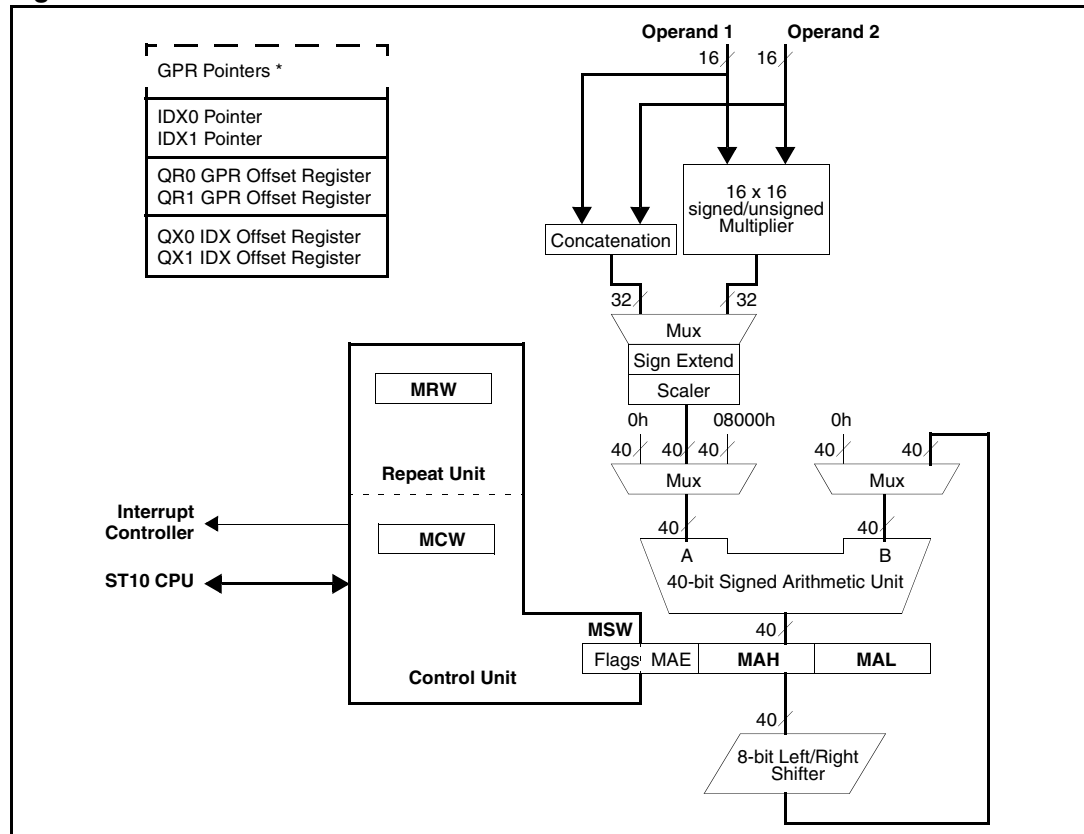 Operand 1 Operand 2
16 16
GPR Pointers *
IDX0 Pointer
IDX1 Pointer
QR0 GPR Offset Register
QR1 GPR Offset Register
QX0 IDX Offset Register
QX1 IDX Offset Register
16 x 16
signed/unsigned
Multiplier
Concatenation
32 32
Mux
Sign Extend
Scaler
0h 08000h 0h
40 40 40 40 40
Mux Mux
40 40
A B
40-bit Signed Arithmetic Unit
MRW
Repeat Unit
MCW
Interrupt
Controller
ST10 CPU
MSW
40
Flags MAE MAH MAL
Control Unit
40
8-bit Left/Right
Shifter